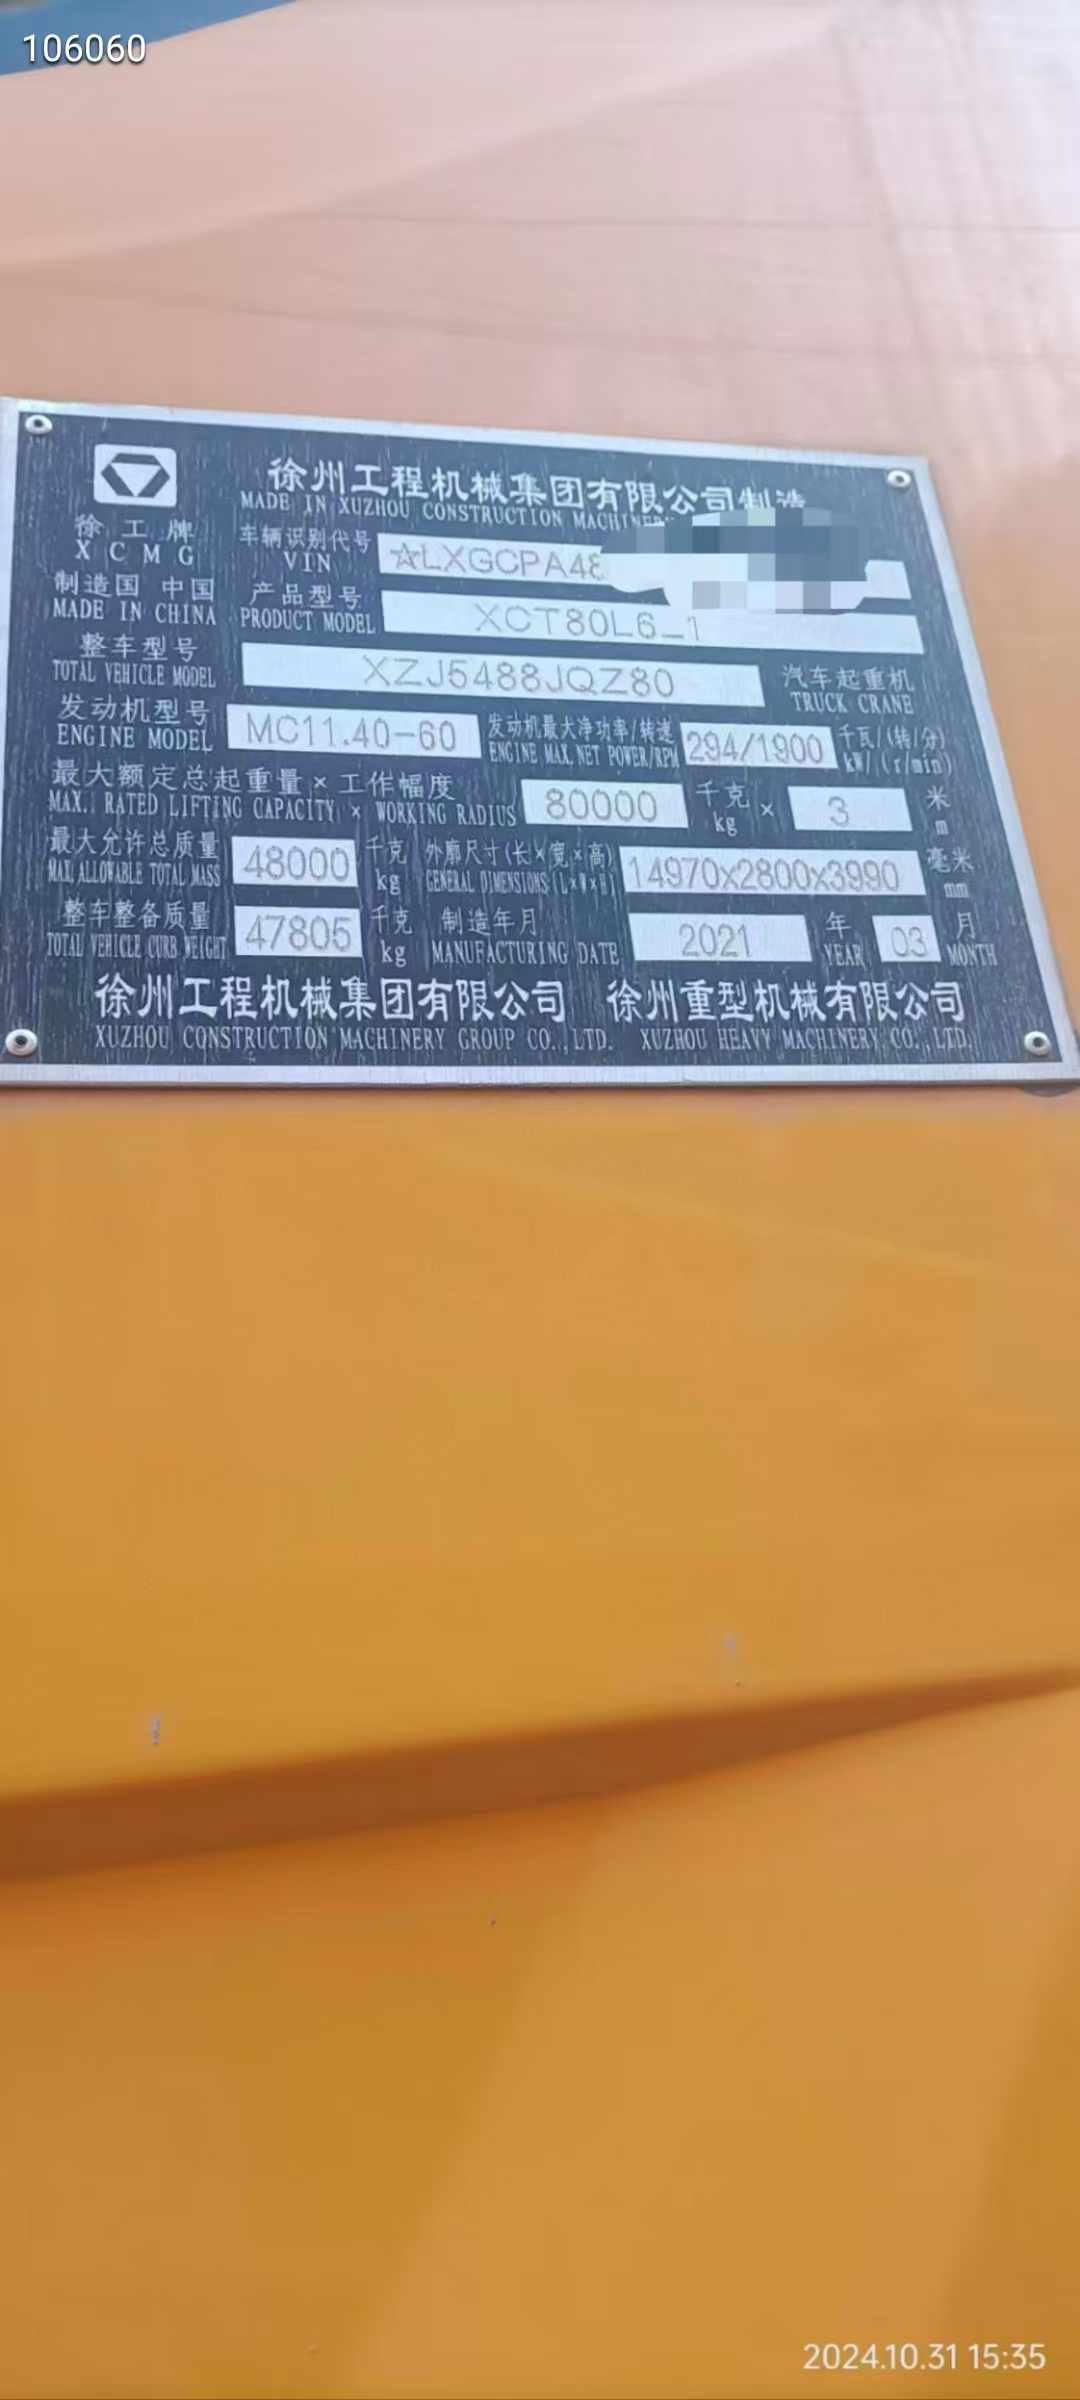 106060
徐州工程机械集团有限公司制造
MADE IN XUZHOU CONSTRUCTION MACHINERY
徐工牌
XCMG
车辆识别代号
VIN
☆LXGCPA48
制造国 中国
MADE IN CHINA
产品型号
PRODUCT MODEL
XCT80L6_1
整车型号
TOTAL VEHICLE MODEL
XZJ5488JQZ80
汽车起重机
TRUCK CRANE
发动机型号
ENGINE MODEL
MC11.40-60
发动机最大净功率/转速
ENGINE MAX.NET POWER/RPM
294/1900
千瓦/(转/分)
kW/(r/min)
最大额定总起重量×工作幅度
MAX. RATED LIFTING CAPACITY × WORKING RADIUS
80000
千克
kg
×
3
米
m
最大允许总质量
MAX.ALLOWABLE TOTAL MASS
48000
千克
kg
外廓尺寸(长×宽×高)
GENERAL DIMENSIONS(L×W×H)
14970x2800x3990
毫米
mm
整车整备质量
TOTAL VEHICLE CURB WEIGHT
47805
千克
kg
制造年月
MANUFACTURING DATE
2021
年
YEAR
03
月
MONTH
徐州工程机械集团有限公司 徐州重型机械有限公司
XUZHOU CONSTRUCTION MACHINERY GROUP CO.,LTD. XUZHOU HEAVY MACHINERY CO.,LTD.
2024.10.31 15:35